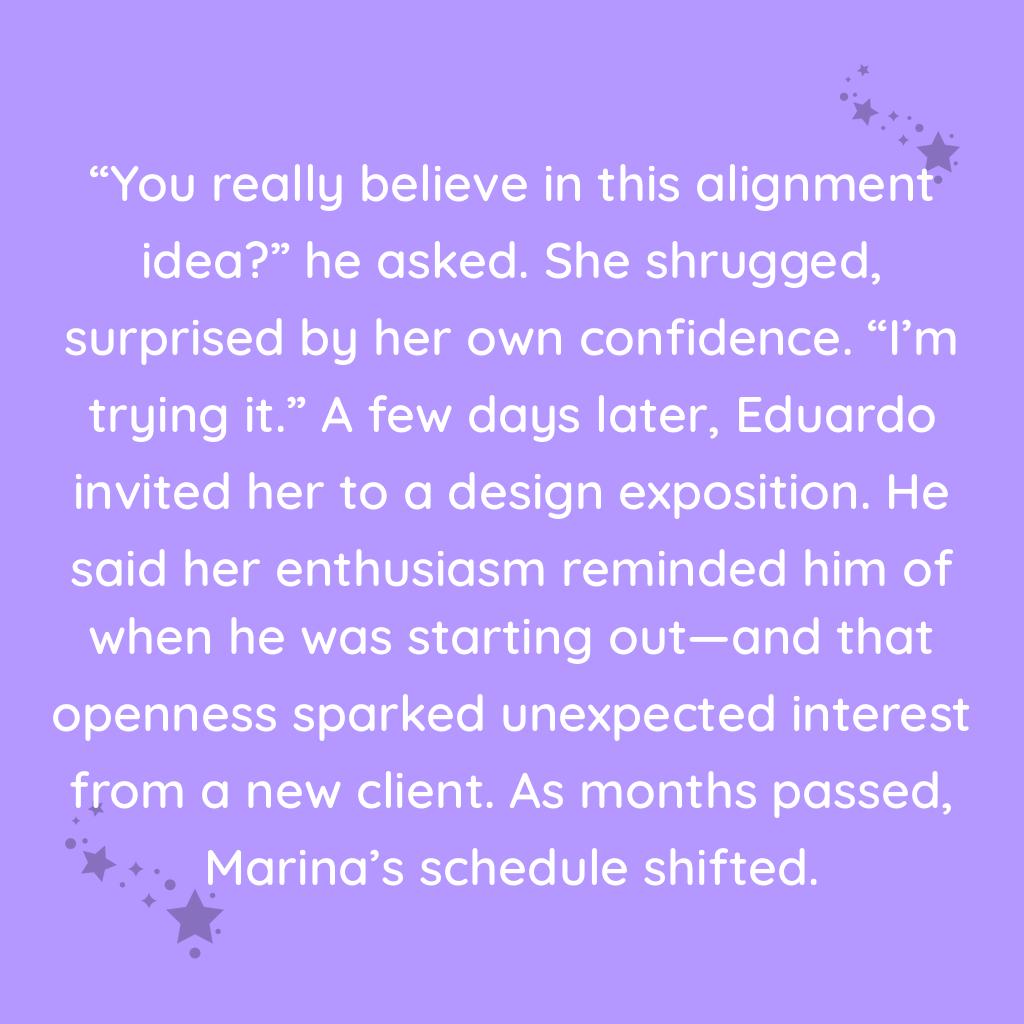 “You really believe in this alignment
idea?” he asked. She shrugged,
surprised by her own confidence. “I’m
trying it.” A few days later, Eduardo
invited her to a design exposition. He
said her enthusiasm reminded him of
when he was starting out—and that
openness sparked unexpected interest
from a new client. As months passed,
Marina’s schedule shifted.